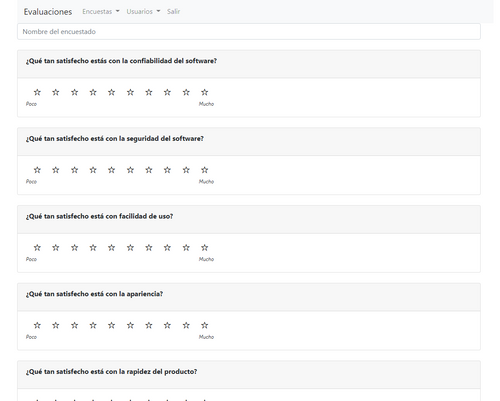 Evaluaciones Encuestas Usuarios Salir
Nombre del encuestado
¿Qué tan satisfecho estás con la confiabilidad del software?
Poco Mucho
¿Qué tan satisfecho está con la seguridad del software?
Poco Mucho
¿Qué tan satisfecho está con facilidad de uso?
Poco Mucho
¿Qué tan satisfecho está con la apariencia?
Poco Mucho
¿Qué tan satisfecho está con la rapidez del producto?